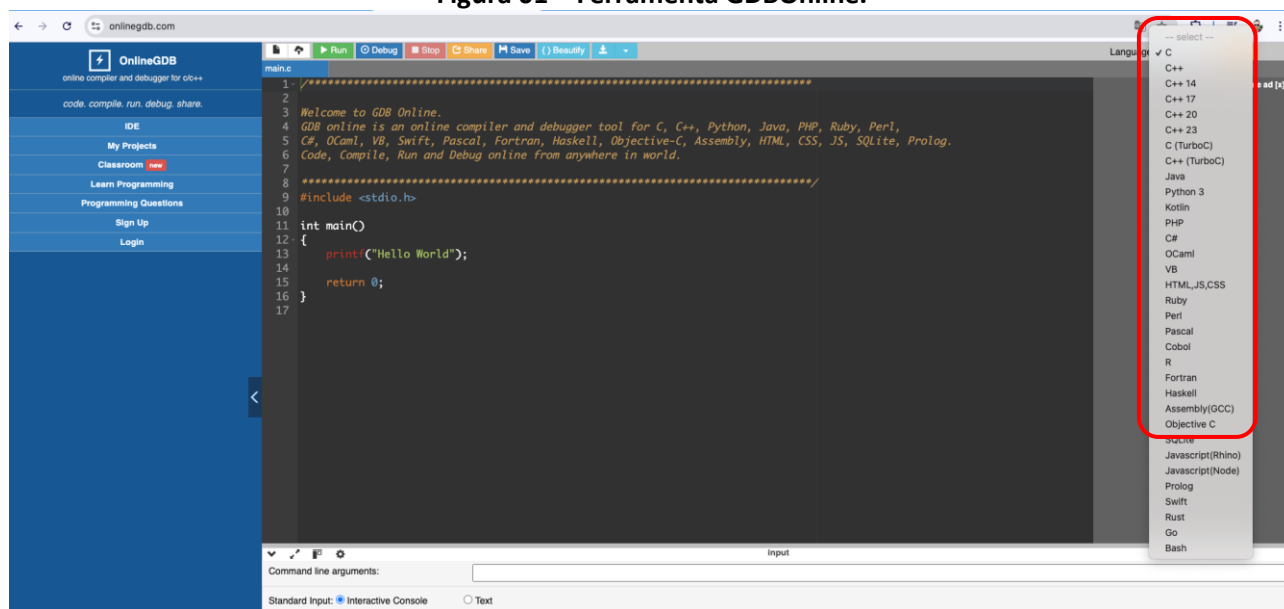 Figura 01 – Ferramenta GDBOnline.
onlinegdb.com
OnlineGDB
online compiler and debugger for c/c++
code. compile. run. debug. share.
IDE
My Projects
Classroom new
Learn Programming
Programming Questions
Sign Up
Login
Run Debug Stop Share Save { } Beautify
Language
main.c
1 /******************************************************************************
2
3 Welcome to GDB Online.
4 GDB online is an online compiler and debugger tool for C, C++, Python, Java, PHP, Ruby, Perl,
5 C#, OCaml, VB, Swift, Pascal, Fortran, Haskell, Objective-C, Assembly, HTML, CSS, JS, SQLite, Prolog.
6 Code, Compile, Run and Debug online from anywhere in world.
7
8 *******************************************************************************/
9 #include <stdio.h>
10
11 int main()
12 {
13 printf("Hello World");
14
15 return 0;
16 }
17
-- select --
✓ C
C++
C++ 14
C++ 17
C++ 20
C++ 23
C (TurboC)
C++ (TurboC)
Java
Python 3
Kotlin
PHP
C#
OCaml
VB
HTML,JS,CSS
Ruby
Perl
Pascal
Cobol
R
Fortran
Haskell
Assembly(GCC)
Objective C
SQLite
Javascript(Rhino)
Javascript(Node)
Prolog
Swift
Rust
Go
Bash
ad [x]
input
Command line arguments:
Standard Input: Interactive Console Text